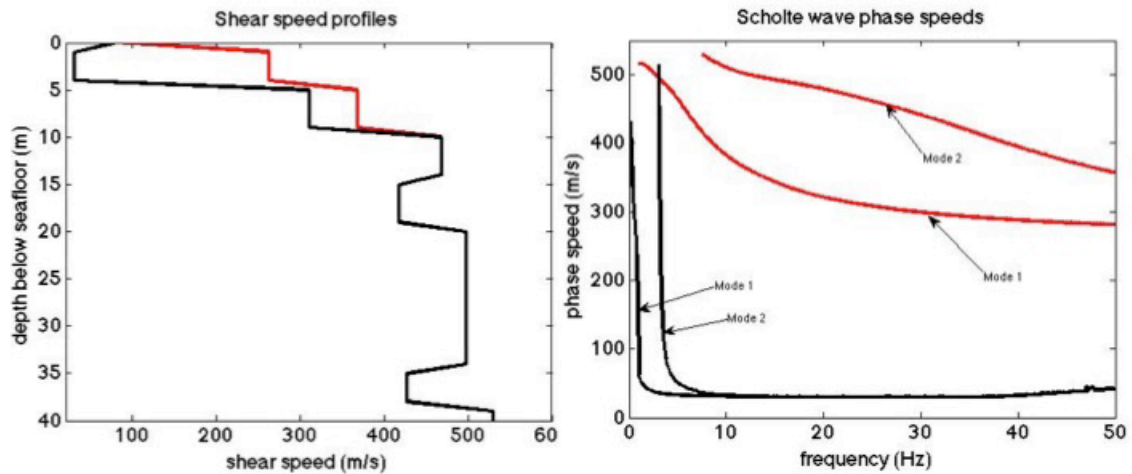 Shear speed profiles
0
5
10
15
20
25
30
35
40
100
200
300
400
500
60
depth below seafloor (m)
shear speed (m/s)
Scholte wave phase speeds
500
400
300
200
100
0
0
10
20
30
40
50
phase speed (m/s)
frequency (Hz)
Mode 2
Mode 1
Mode 1
Mode 2